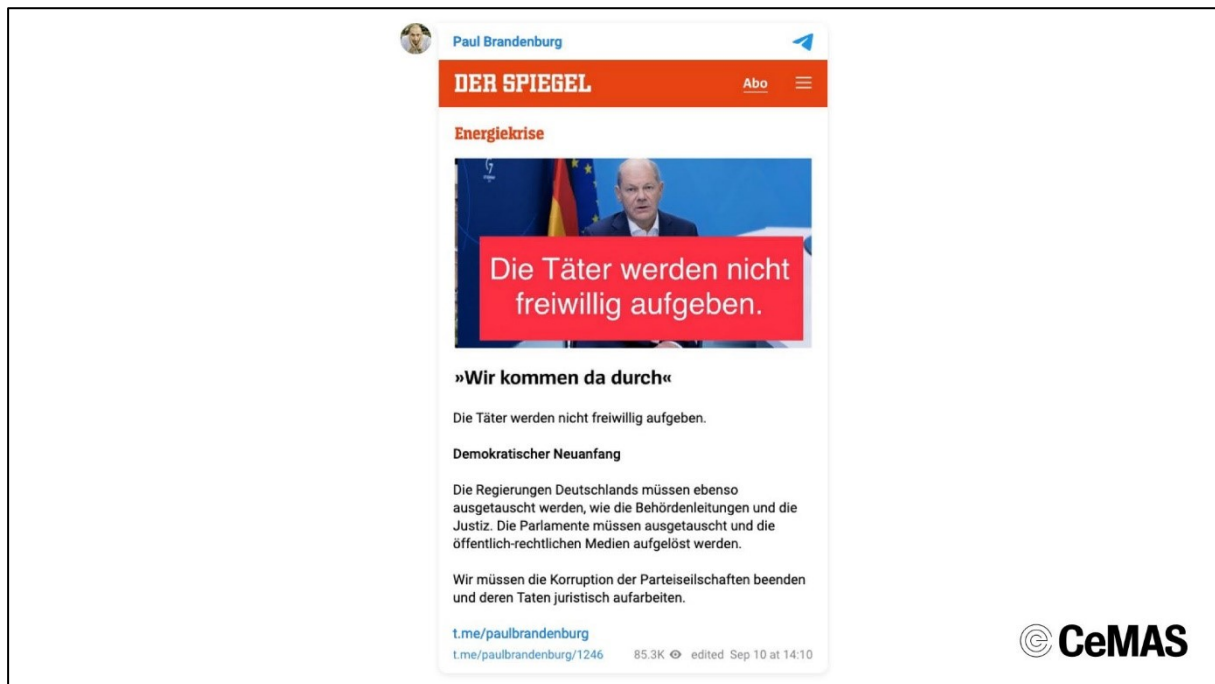 Paul Brandenburg
DER SPIEGEL
Abo
Energiekrise
Die Täter werden nicht
freiwillig aufgeben.
»Wir kommen da durch«
Die Täter werden nicht freiwillig aufgeben.
Demokratischer Neuanfang
Die Regierungen Deutschlands müssen ebenso
ausgetauscht werden, wie die Behördenleitungen und die
Justiz. Die Parlamente müssen ausgetauscht und die
öffentlich-rechtlichen Medien aufgelöst werden.
Wir müssen die Korruption der Parteiseilschaften beenden
und deren Taten juristisch aufarbeiten.
t.me/paulbrandenburg
t.me/paulbrandenburg/1246 85.3K edited Sep 10 at 14:10
CeMAS